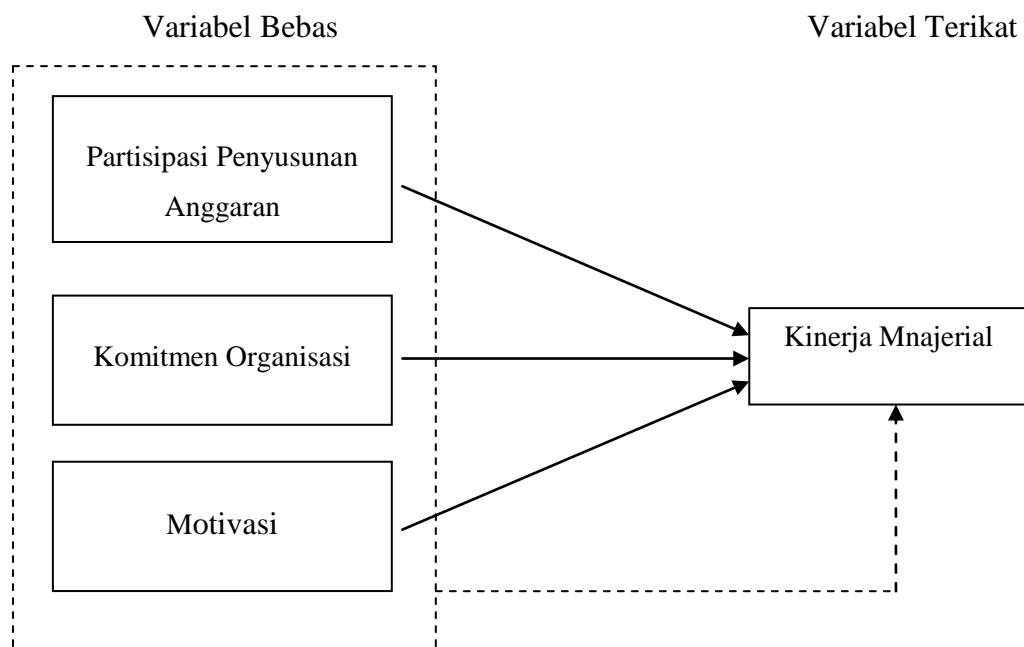 Variabel Bebas
Variabel Terikat
Partisipasi Penyusunan
Anggaran
Komitmen Organisasi
Kinerja Mnajerial
Motivasi